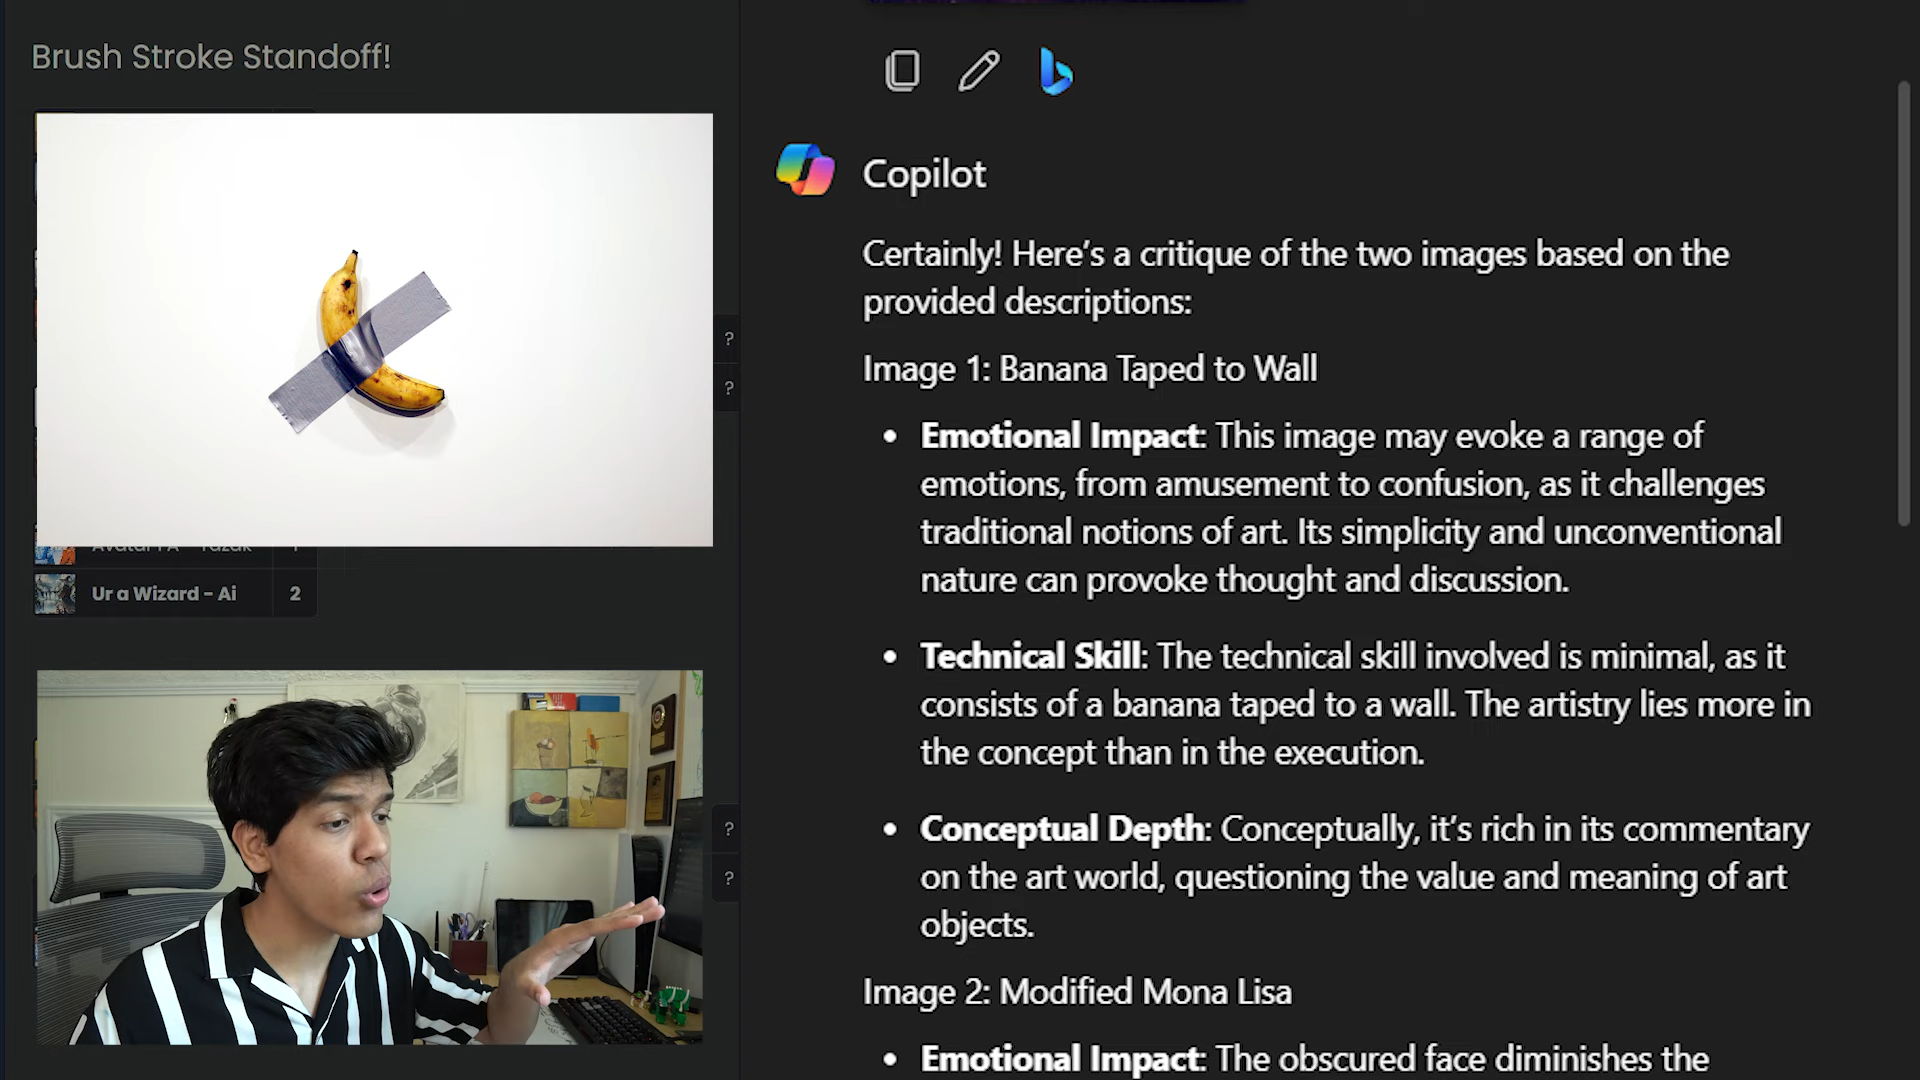 Brush Stroke Standoff!
?
?
Ur a Wizard - Ai 2
?
?
Copilot
Certainly! Here's a critique of the two images based on the
provided descriptions:
Image 1: Banana Taped to Wall
• Emotional Impact: This image may evoke a range of
emotions, from amusement to confusion, as it challenges
traditional notions of art. Its simplicity and unconventional
nature can provoke thought and discussion.
• Technical Skill: The technical skill involved is minimal, as it
consists of a banana taped to a wall. The artistry lies more in
the concept than in the execution.
• Conceptual Depth: Conceptually, it's rich in its commentary
on the art world, questioning the value and meaning of art
objects.
Image 2: Modified Mona Lisa
• Emotional Impact: The obscured face diminishes the